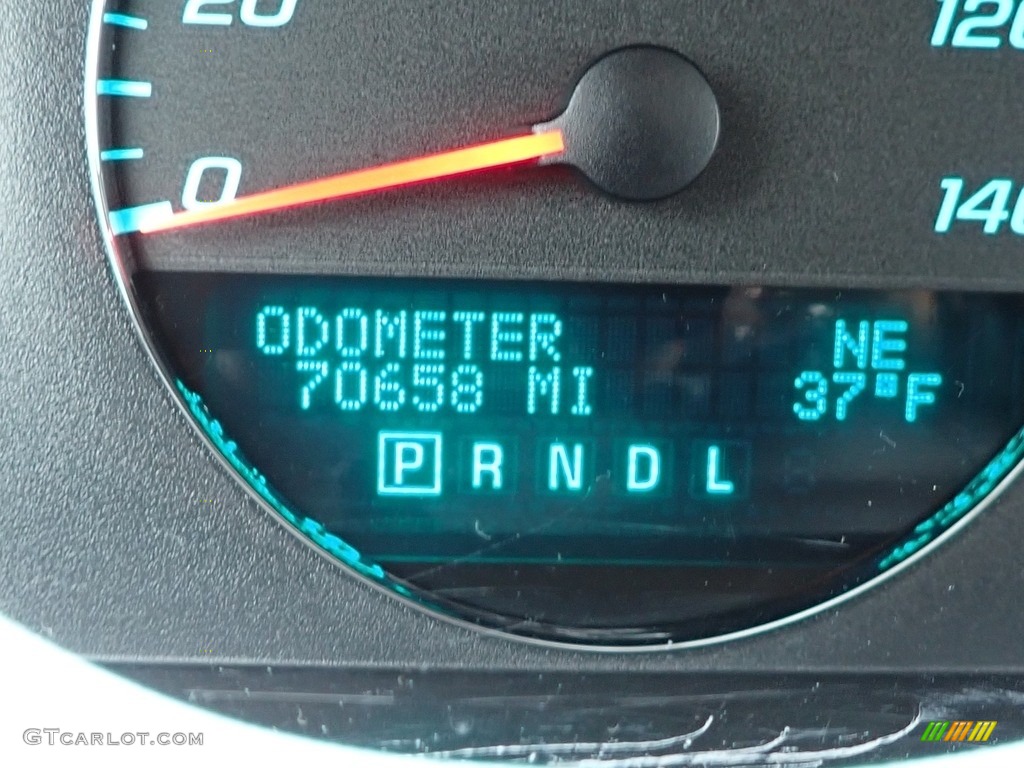 20
120
0
140
ODOMETER NE
70658 MI 37°F
P R N D L
GTCARLOT.COM